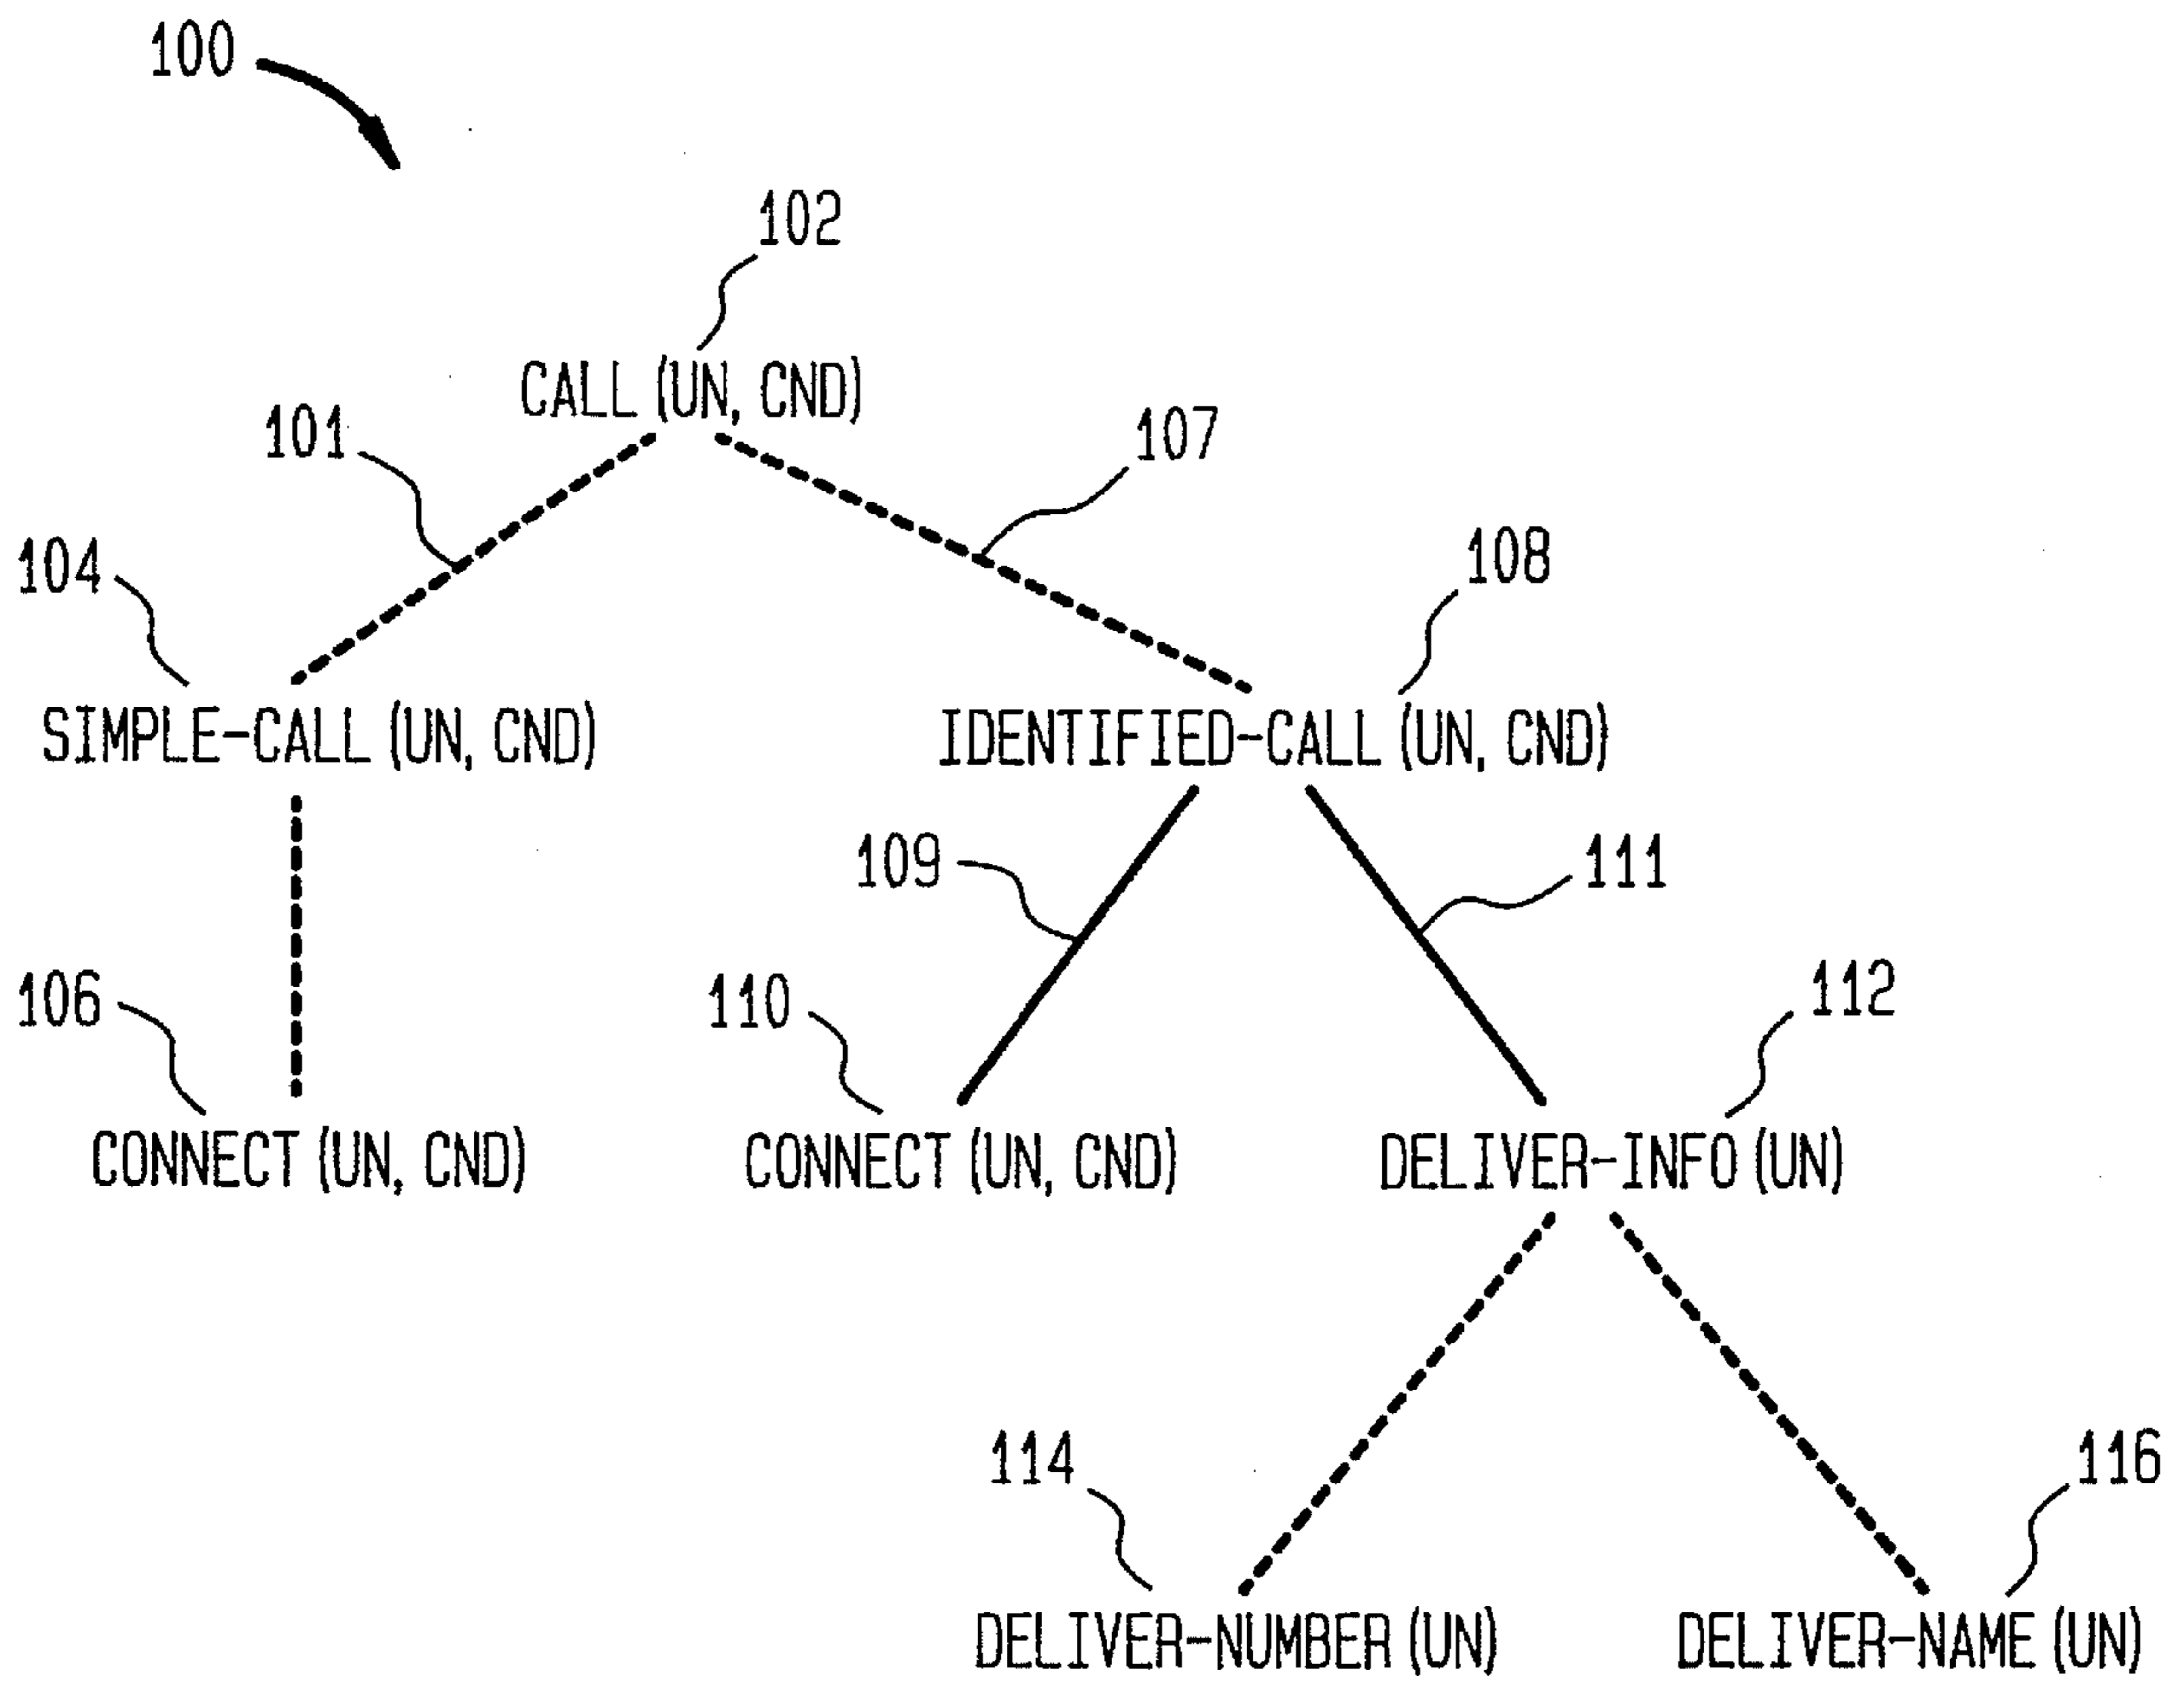 100
102
CALL (UN, CND)
101
107
104
108
SIMPLE-CALL (UN, CND)
IDENTIFIED-CALL (UN, CND)
109
111
106
110
112
CONNECT (UN, CND)
CONNECT (UN, CND)
DELIVER-INFO (UN)
114
116
DELIVER-NUMBER (UN)
DELIVER-NAME (UN)